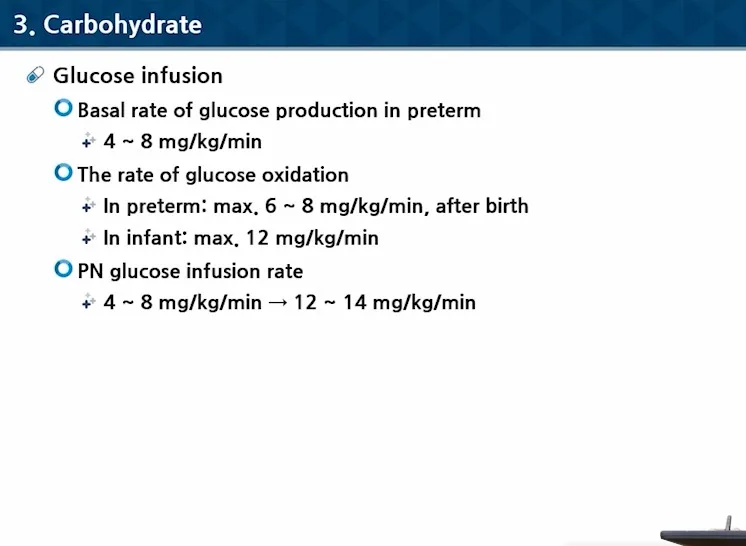 3. Carbohydrate
Glucose infusion
Basal rate of glucose production in preterm
4 ~ 8 mg/kg/min
The rate of glucose oxidation
In preterm: max. 6 ~ 8 mg/kg/min, after birth
In infant: max. 12 mg/kg/min
PN glucose infusion rate
4 ~ 8 mg/kg/min → 12 ~ 14 mg/kg/min